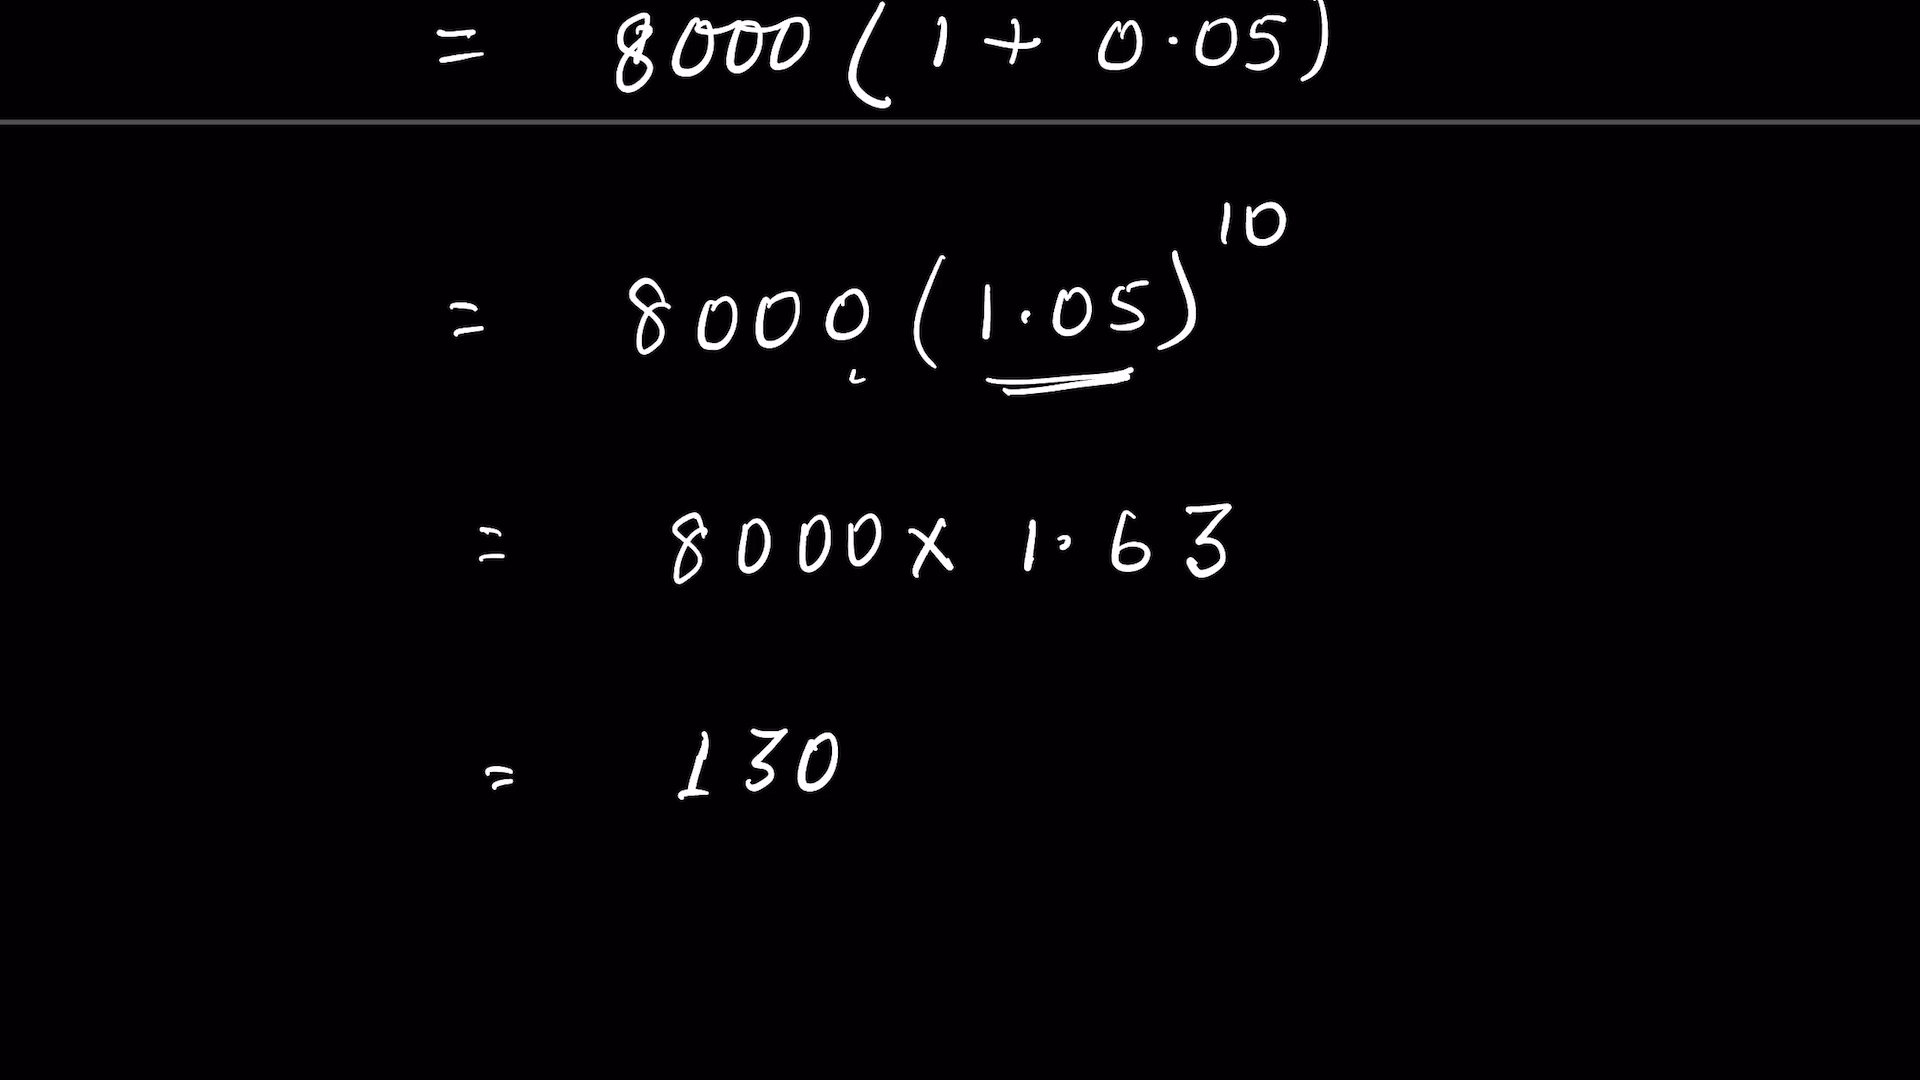 = 8000 ( 1 + 0.05)
= 8000 (1.05)^10
= 8000 x 1.63
= 130